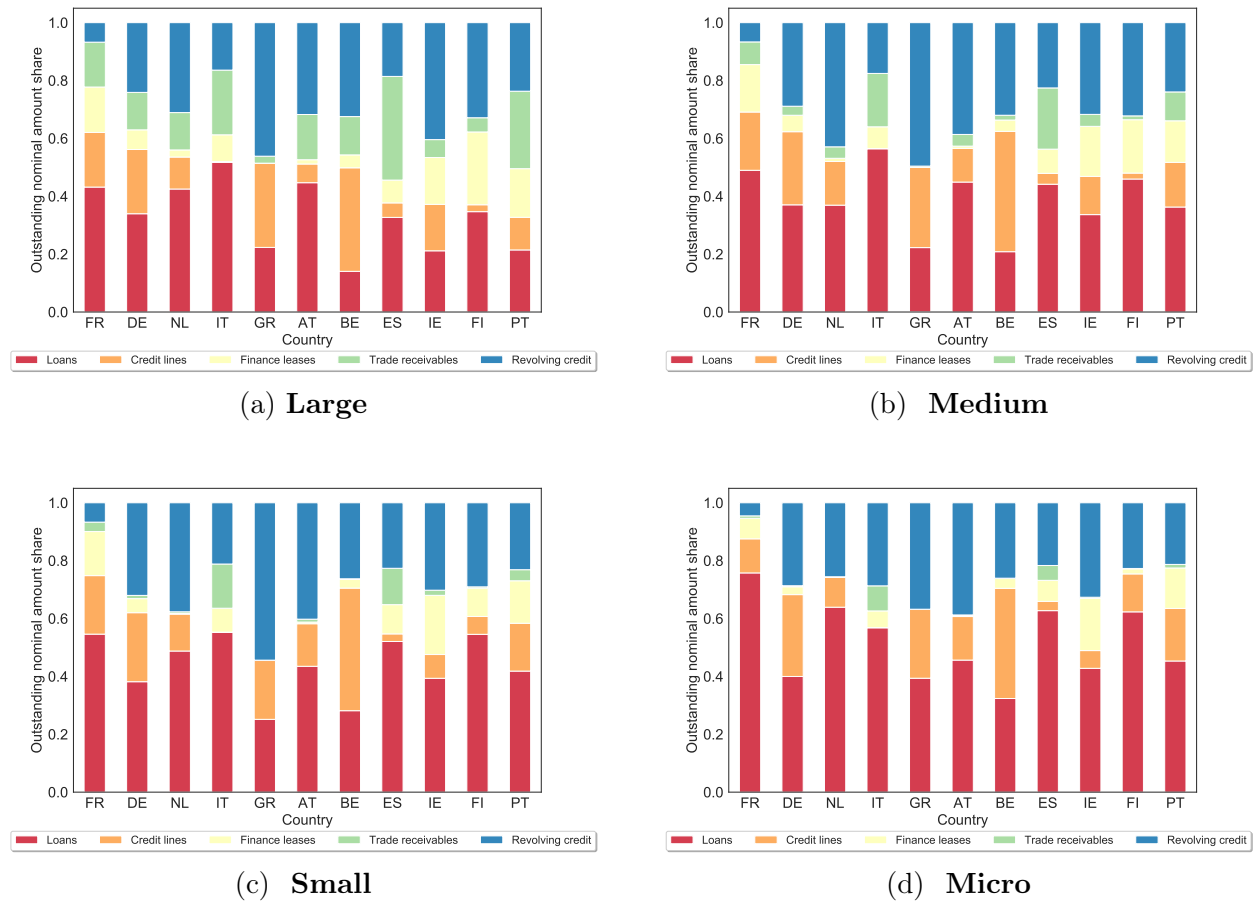 1.0
0.8
0.6
0.4
0.2
0.0
Outstanding nominal amount share
FR DE NL IT GR AT BE ES IE FI PT
Country
Loans Credit lines Finance leases Trade receivables Revolving credit
(a) Large
1.0
0.8
0.6
0.4
0.2
0.0
Outstanding nominal amount share
FR DE NL IT GR AT BE ES IE FI PT
Country
Loans Credit lines Finance leases Trade receivables Revolving credit
(b) Medium
1.0
0.8
0.6
0.4
0.2
0.0
Outstanding nominal amount share
FR DE NL IT GR AT BE ES IE FI PT
Country
Loans Credit lines Finance leases Trade receivables Revolving credit
(c) Small
1.0
0.8
0.6
0.4
0.2
0.0
Outstanding nominal amount share
FR DE NL IT GR AT BE ES IE FI PT
Country
Loans Credit lines Finance leases Trade receivables Revolving credit
(d) Micro